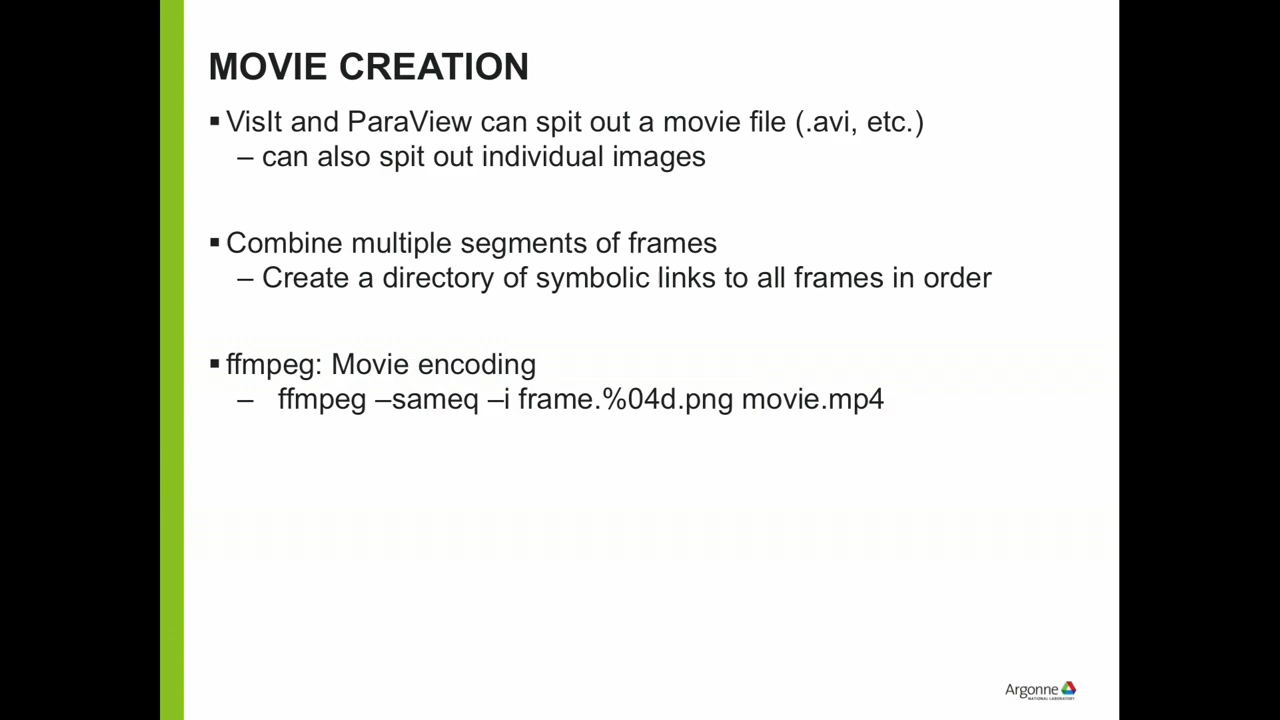 MOVIE CREATION
▪ VisIt and ParaView can spit out a movie file (.avi, etc.)
– can also spit out individual images
▪ Combine multiple segments of frames
– Create a directory of symbolic links to all frames in order
▪ ffmpeg: Movie encoding
– ffmpeg –sameq –i frame.%04d.png movie.mp4
Argonne
NATIONAL LABORATORY